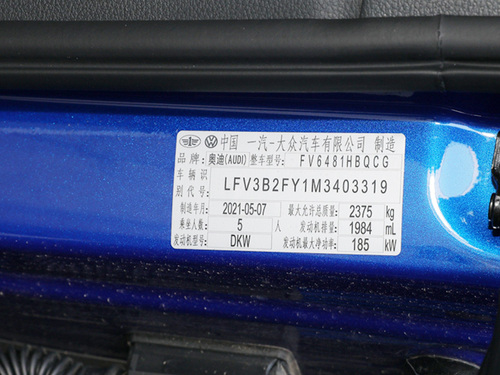 中国 一汽-大众汽车有限公司 制造
品牌: 奥迪(AUDI) 整车型号: FV6481HBQCG
车辆识别代号: LFV3B2FY1M3403319
制造年月: 2021-05-07 最大允许总质量: 2375 kg
乘坐人数: 5 人 发动机排量: 1984 mL
发动机型号: DKW 发动机最大净功率: 185 kW